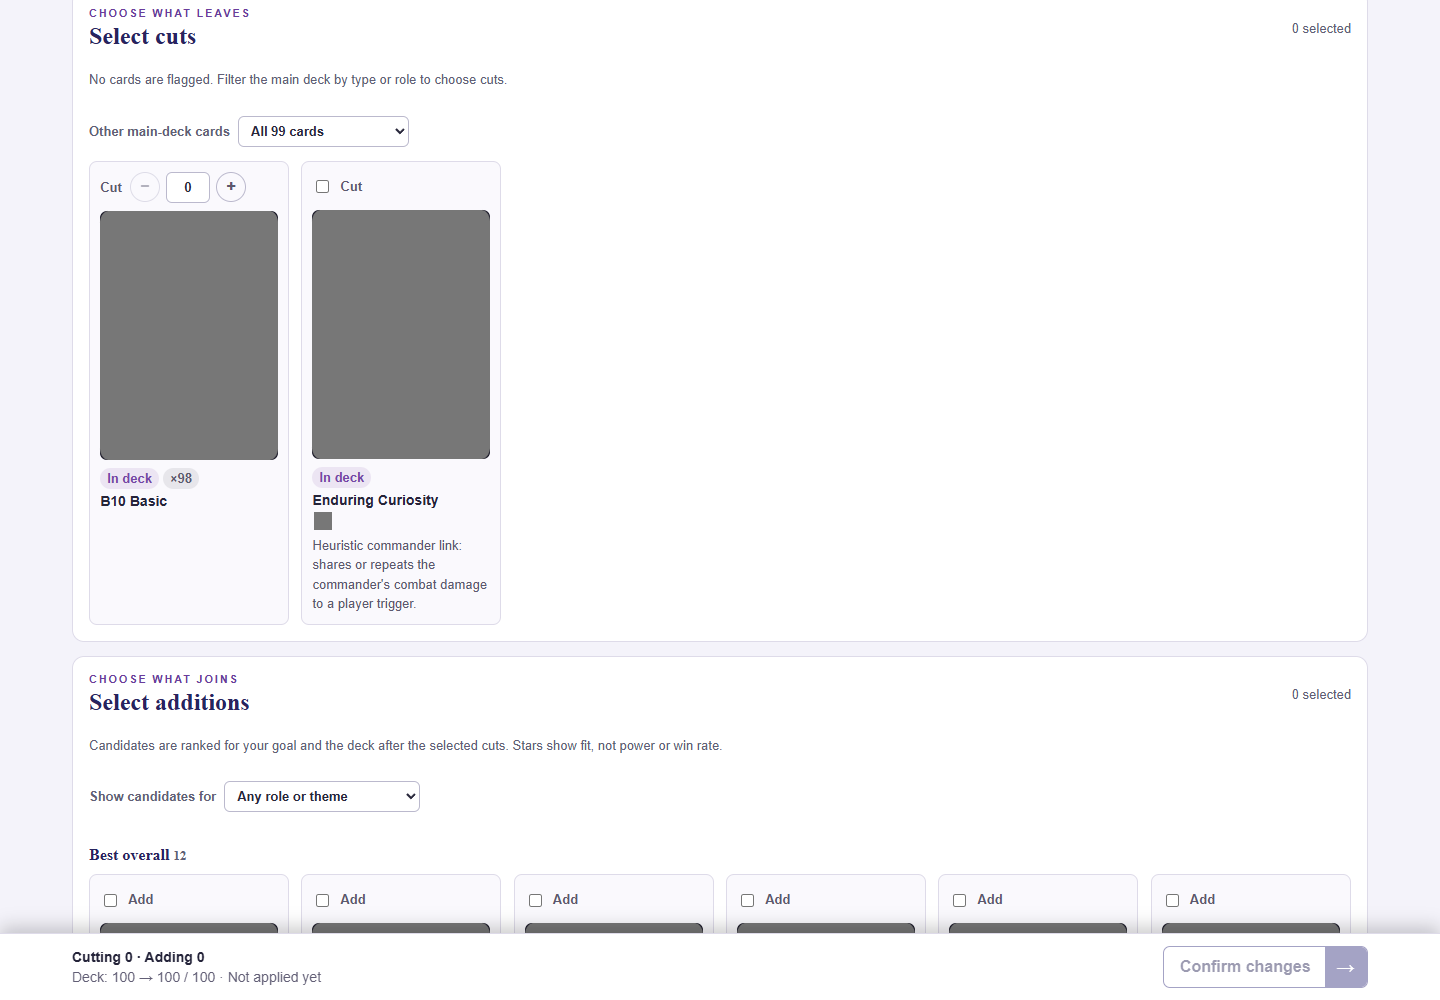 CHOOSE WHAT LEAVES
Select cuts
0 selected
No cards are flagged. Filter the main deck by type or role to choose cuts.
Other main-deck cards All 99 cards
Cut − 0 +
In deck ×98
B10 Basic
Cut
In deck
Enduring Curiosity
Heuristic commander link:
shares or repeats the
commander's combat damage
to a player trigger.
CHOOSE WHAT JOINS
Select additions
0 selected
Candidates are ranked for your goal and the deck after the selected cuts. Stars show fit, not power or win rate.
Show candidates for Any role or theme
Best overall 12
Add Add Add Add Add Add
Cutting 0 · Adding 0
Deck: 100 → 100 / 100 · Not applied yet
Confirm changes →